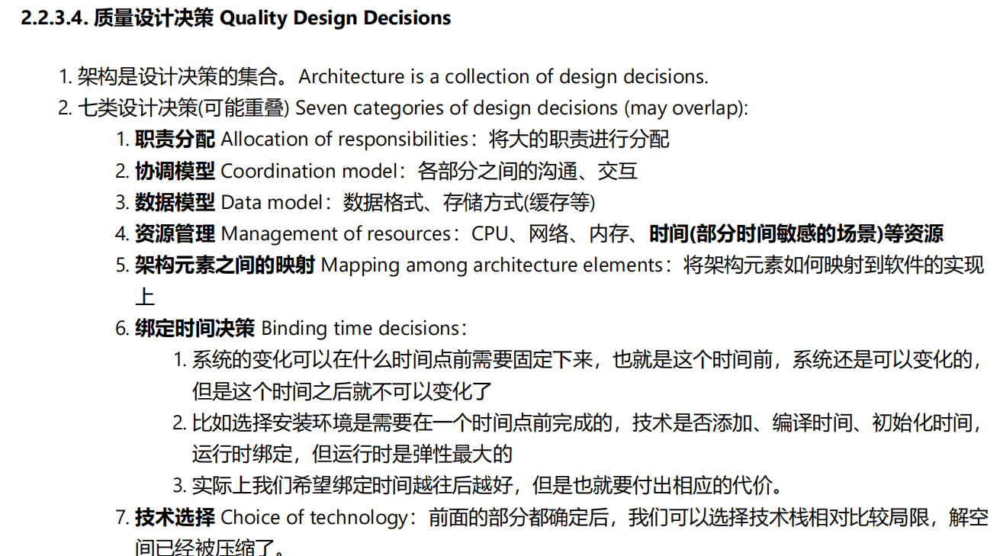 2.2.3.4. 质量设计决策 Quality Design Decisions
1. 架构是设计决策的集合。Architecture is a collection of design decisions.
2. 七类设计决策(可能重叠) Seven categories of design decisions (may overlap):
1. 职责分配 Allocation of responsibilities：将大的职责进行分配
2. 协调模型 Coordination model：各部分之间的沟通、交互
3. 数据模型 Data model：数据格式、存储方式(缓存等)
4. 资源管理 Management of resources：CPU、网络、内存、时间(部分时间敏感的场景)等资源
5. 架构元素之间的映射 Mapping among architecture elements：将架构元素如何映射到软件的实现
上
6. 绑定时间决策 Binding time decisions：
1. 系统的变化可以在什么时间点前需要固定下来，也就是这个时间前，系统还是可以变化的，
但是这个时间之后就不可以变化了
2. 比如选择安装环境是需要在一个时间点前完成的，技术是否添加、编译时间、初始化时间，
运行时绑定，但运行时是弹性最大的
3. 实际上我们希望绑定时间越往后越好，但是也就要付出相应的代价。
7. 技术选择 Choice of technology：前面的部分都确定后，我们可以选择技术栈相对比较局限，解空
间已经被压缩了。